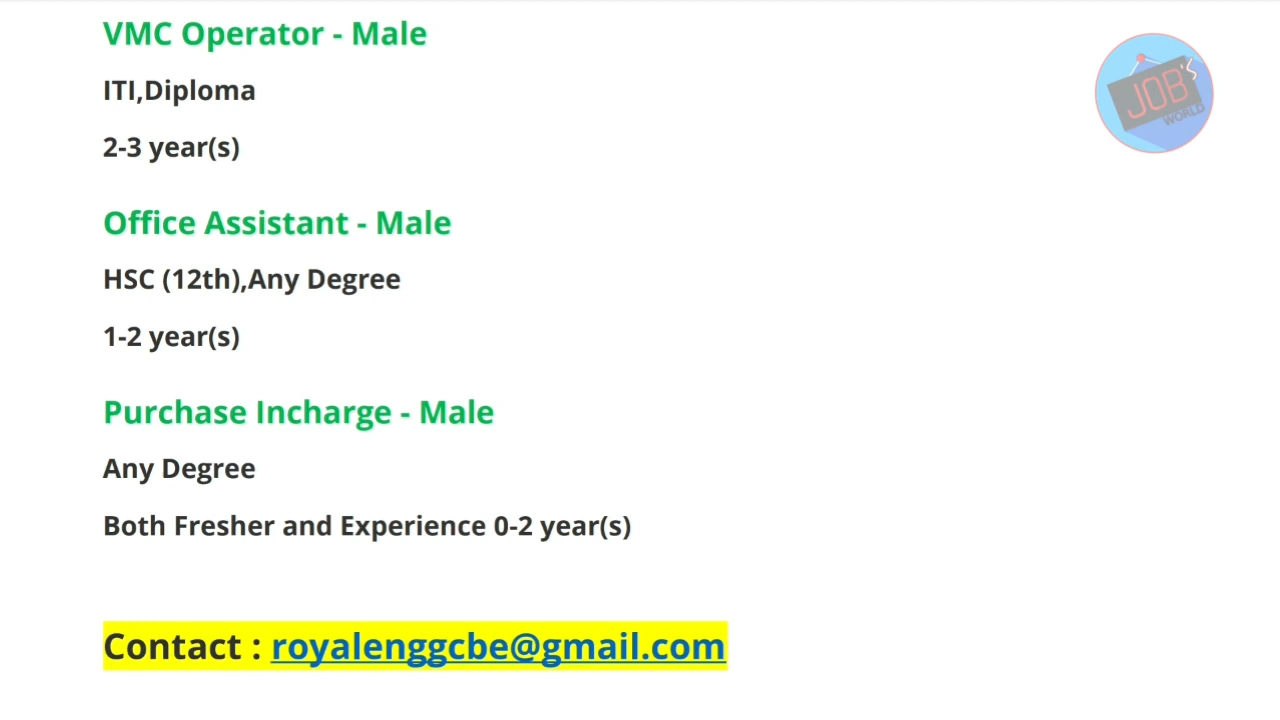 VMC Operator - Male
ITI,Diploma
2-3 year(s)
Office Assistant - Male
HSC (12th),Any Degree
1-2 year(s)
Purchase Incharge - Male
Any Degree
Both Fresher and Experience 0-2 year(s)
Contact : royalenggcbe@gmail.com
JOB'S
WORLD